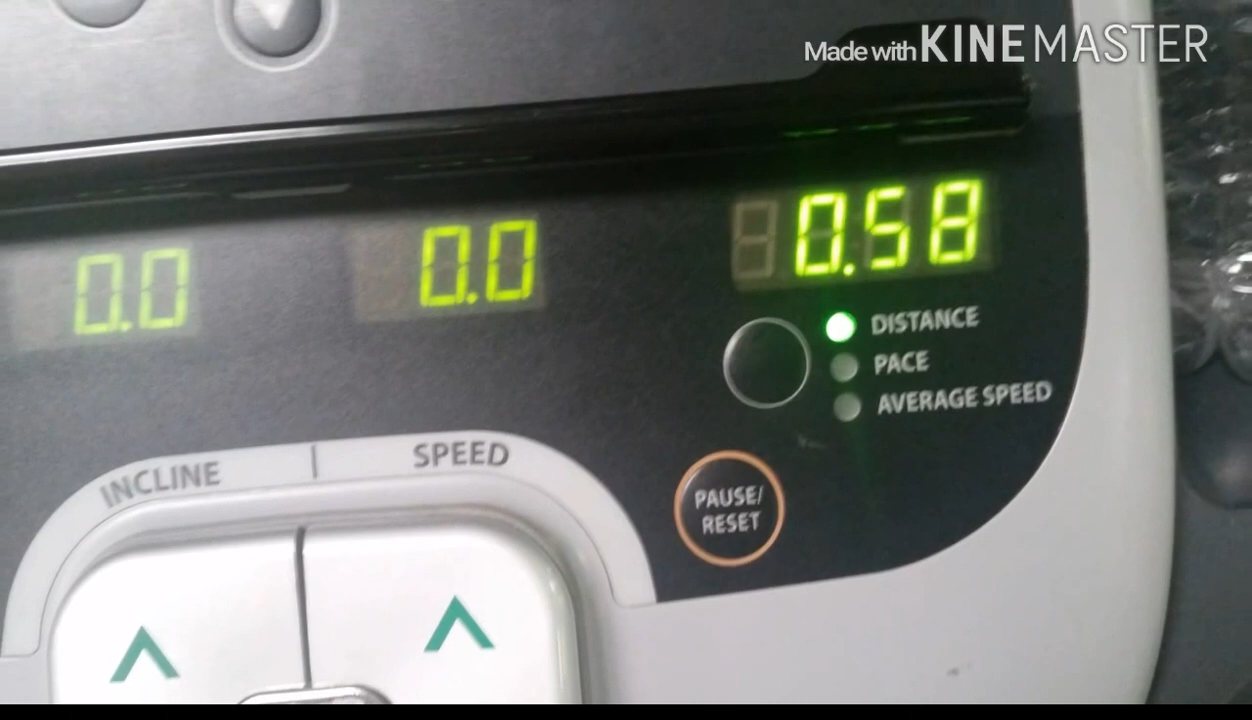 Made with KINEMASTER
0.0
0.0
0.58
DISTANCE
PACE
AVERAGE SPEED
INCLINE
SPEED
PAUSE/
RESET